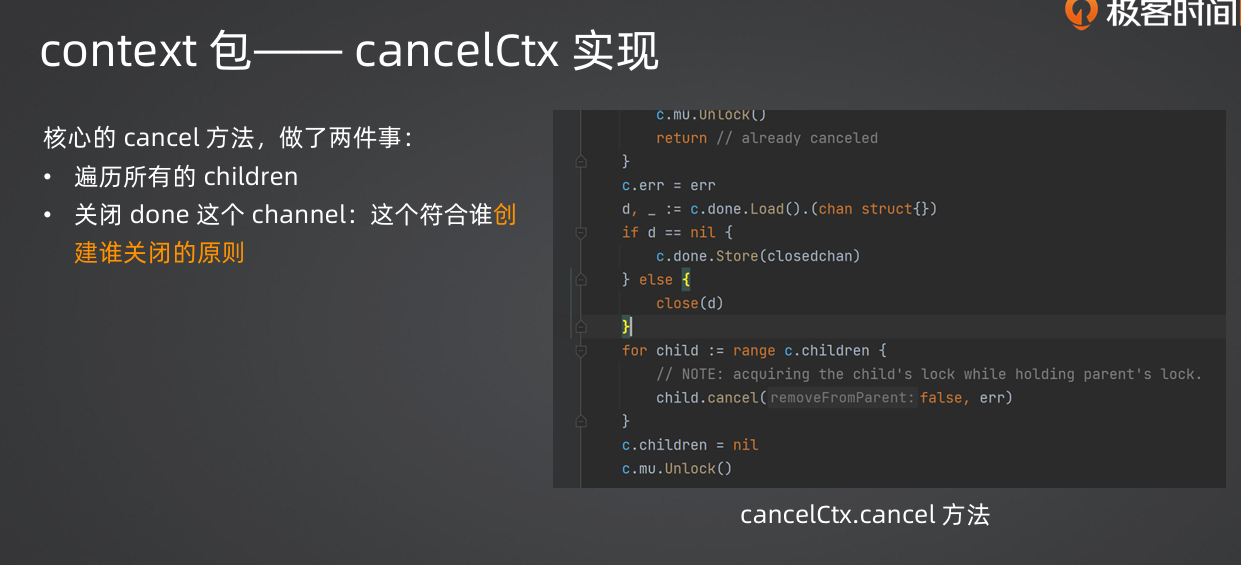 极客时间
context 包—— cancelCtx 实现
核心的 cancel 方法，做了两件事：
• 遍历所有的 children
• 关闭 done 这个 channel：这个符合谁创
建谁关闭的原则
c.mu.Unlock()
return // already canceled
}
c.err = err
d, _ := c.done.Load().(chan struct{})
if d == nil {
c.done.Store(closedchan)
} else {
close(d)
}
for child := range c.children {
// NOTE: acquiring the child's lock while holding parent's lock.
child.cancel( removeFromParent: false, err)
}
c.children = nil
c.mu.Unlock()
cancelCtx.cancel 方法